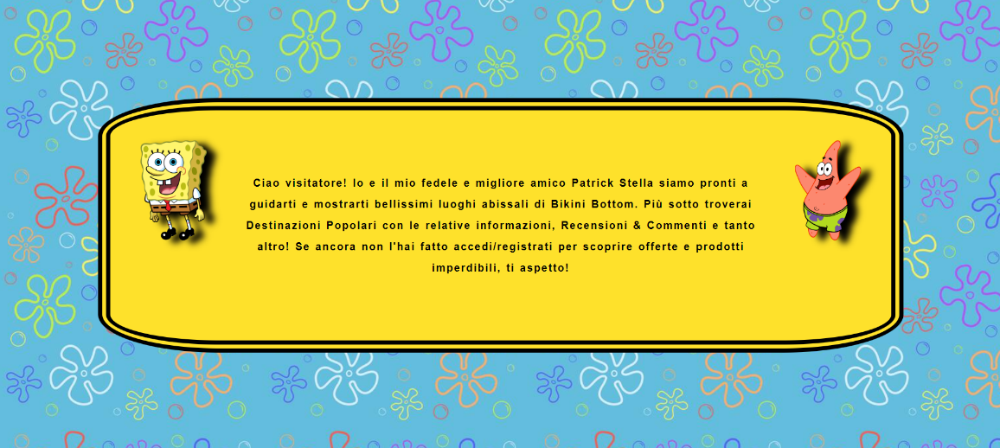 Ciao visitatore! Io e il mio fedele e migliore amico Patrick Stella siamo pronti a
guidarti e mostrarti bellissimi luoghi abissali di Bikini Bottom. Più sotto troverai
Destinazioni Popolari con le relative informazioni, Recensioni & Commenti e tanto
altro! Se ancora non l'hai fatto accedi/registrati per scoprire offerte e prodotti
imperdibili, ti aspetto!